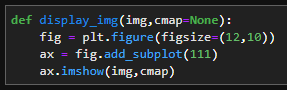 def display_img(img,cmap=None):
    fig = plt.figure(figsize=(12,10))
    ax = fig.add_subplot(111)
    ax.imshow(img,cmap)